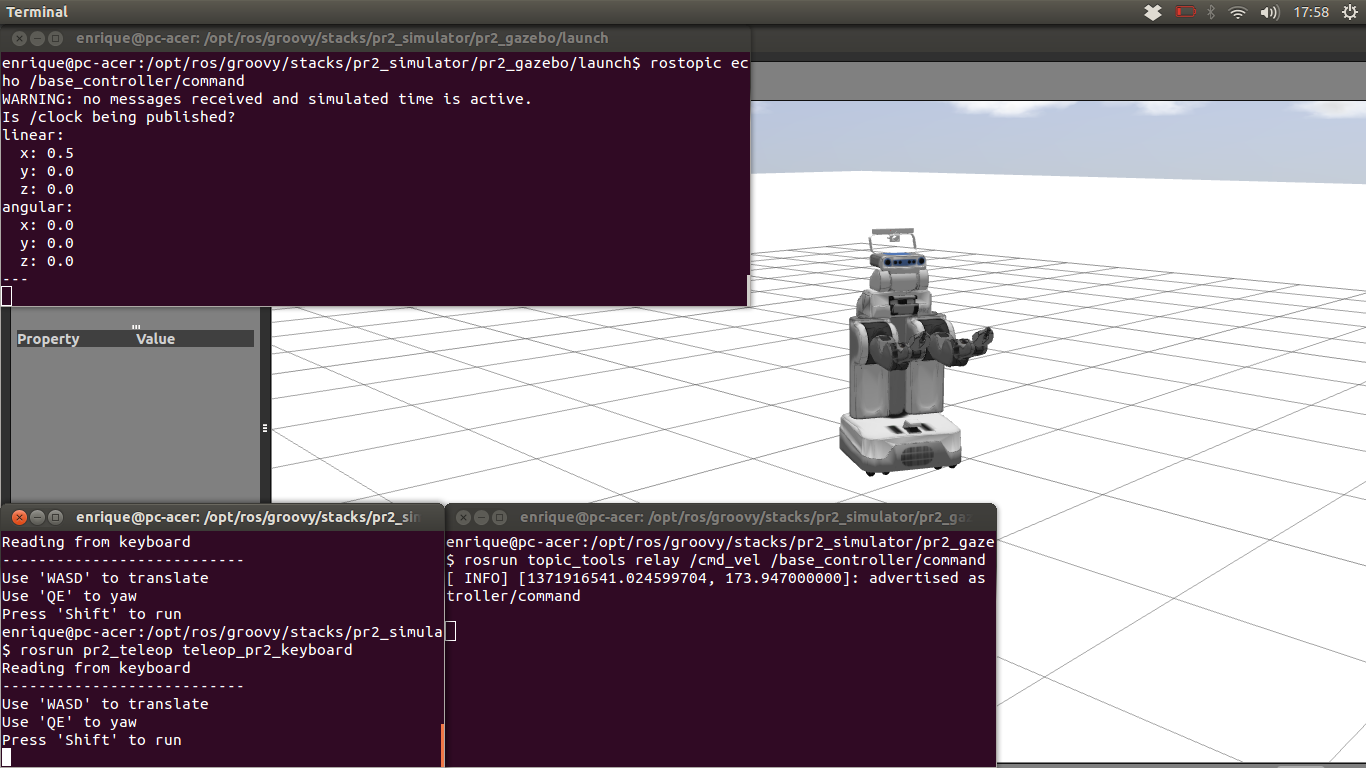 Terminal
17:58
enrique@pc-acer: /opt/ros/groovy/stacks/pr2_simulator/pr2_gazebo/launch
enrique@pc-acer:/opt/ros/groovy/stacks/pr2_simulator/pr2_gazebo/launch$ rostopic ec
ho /base_controller/command
WARNING: no messages received and simulated time is active.
Is /clock being published?
linear:
  x: 0.5
  y: 0.0
  z: 0.0
angular:
  x: 0.0
  y: 0.0
  z: 0.0
---
Property Value
enrique@pc-acer: /opt/ros/groovy/stacks/pr2_sin
Reading from keyboard
---------------------------
Use 'WASD' to translate
Use 'QE' to yaw
Press 'Shift' to run
enrique@pc-acer:/opt/ros/groovy/stacks/pr2_simula
$ rosrun pr2_teleop teleop_pr2_keyboard
Reading from keyboard
---------------------------
Use 'WASD' to translate
Use 'QE' to yaw
Press 'Shift' to run
enrique@pc-acer: /opt/ros/groovy/stacks/pr2_simulator/pr2_gaze
enrique@pc-acer:/opt/ros/groovy/stacks/pr2_simulator/pr2_gaze
$ rosrun topic_tools relay /cmd_vel /base_controller/command
[ INFO] [1371916541.024599704, 173.947000000]: advertised as
troller/command